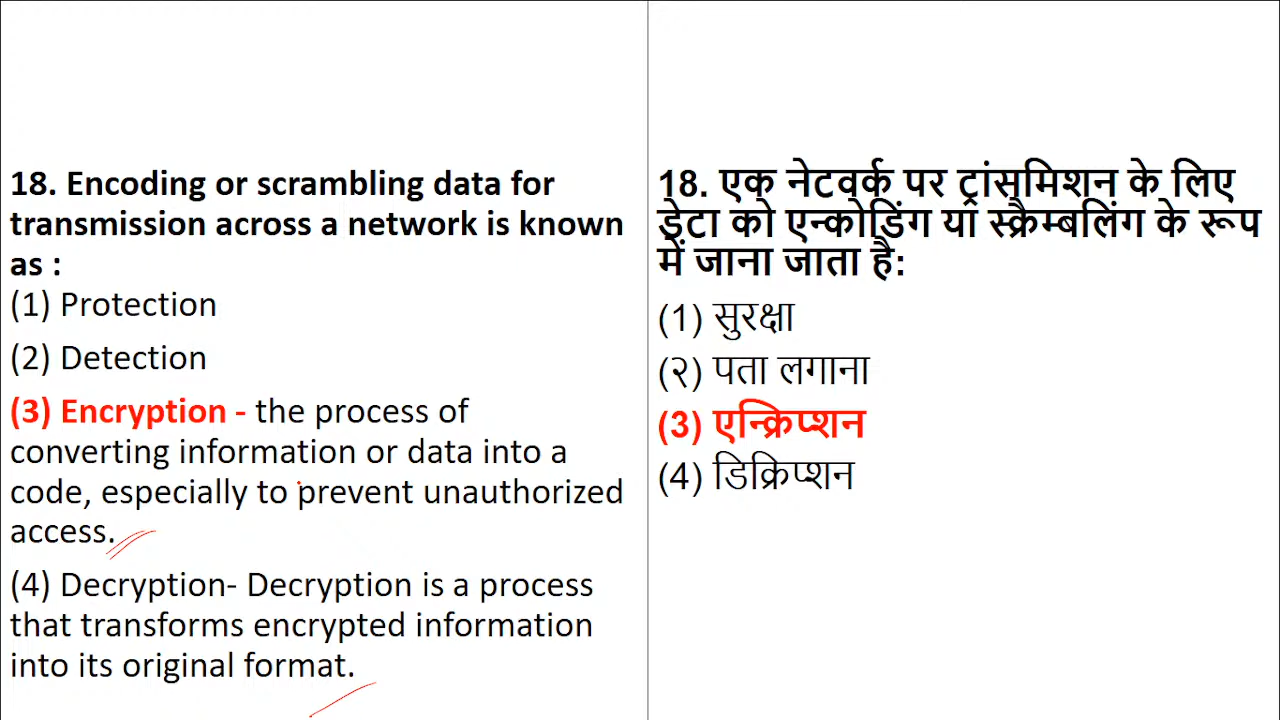 18. Encoding or scrambling data for
transmission across a network is known
as :
(1) Protection
(2) Detection
(3) Encryption - the process of
converting information or data into a
code, especially to prevent unauthorized
access.
(4) Decryption- Decryption is a process
that transforms encrypted information
into its original format.
18. एक नेटवर्क पर ट्रांसमिशन के लिए
डेटा को एन्कोडिंग या स्क्रैम्बलिंग के रूप
में जाना जाता है:
(1) सुरक्षा
(२) पता लगाना
(3) एन्क्रिप्शन
(4) डिक्रिप्शन